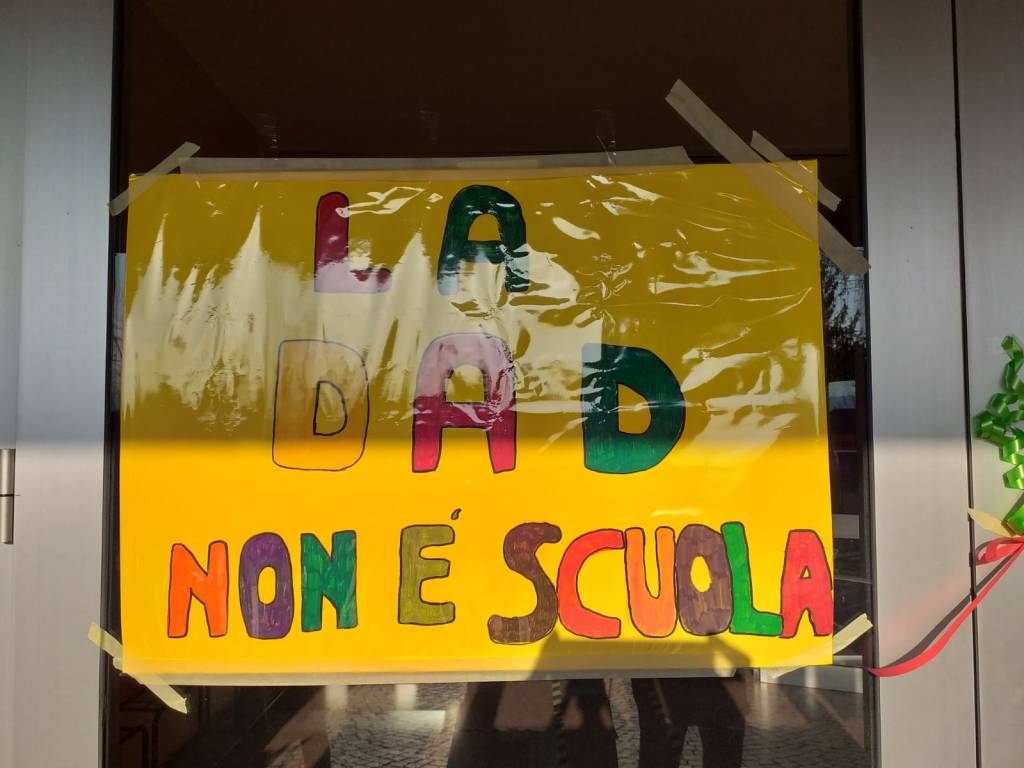 LA
DAD
NON É SCUOLA